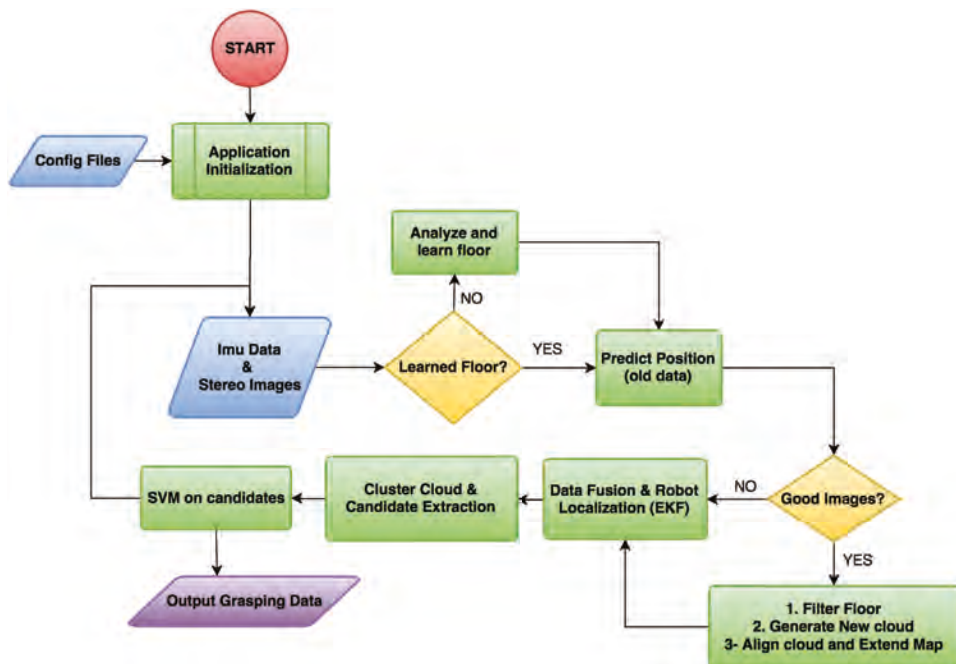 START
Config Files
Application
Initialization
Analyze and
learn floor
NO
Imu Data
&
Stereo Images
Learned Floor?
YES
Predict Position
(old data)
SVM on candidates
Cluster Cloud &
Candidate Extraction
Data Fusion & Robot
Localization (EKF)
NO
Good Images?
YES
Output Grasping Data
1. Filter Floor
2. Generate New cloud
3- Align cloud and Extend Map